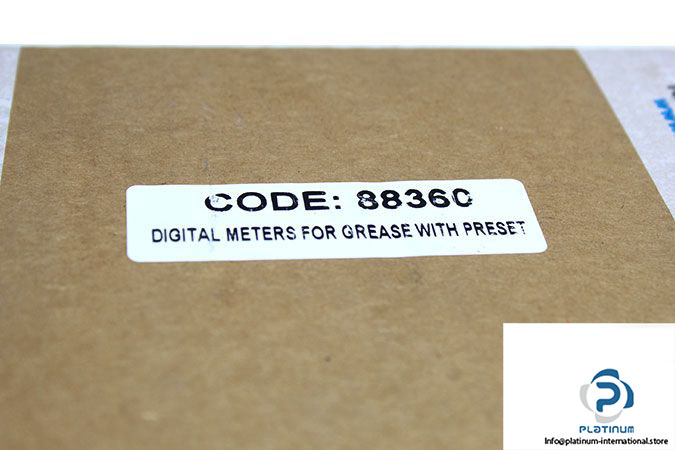 CODE: 88360
DIGITAL METERS FOR GREASE WITH PRESET
PLATINUM
Info@platinum-international.store